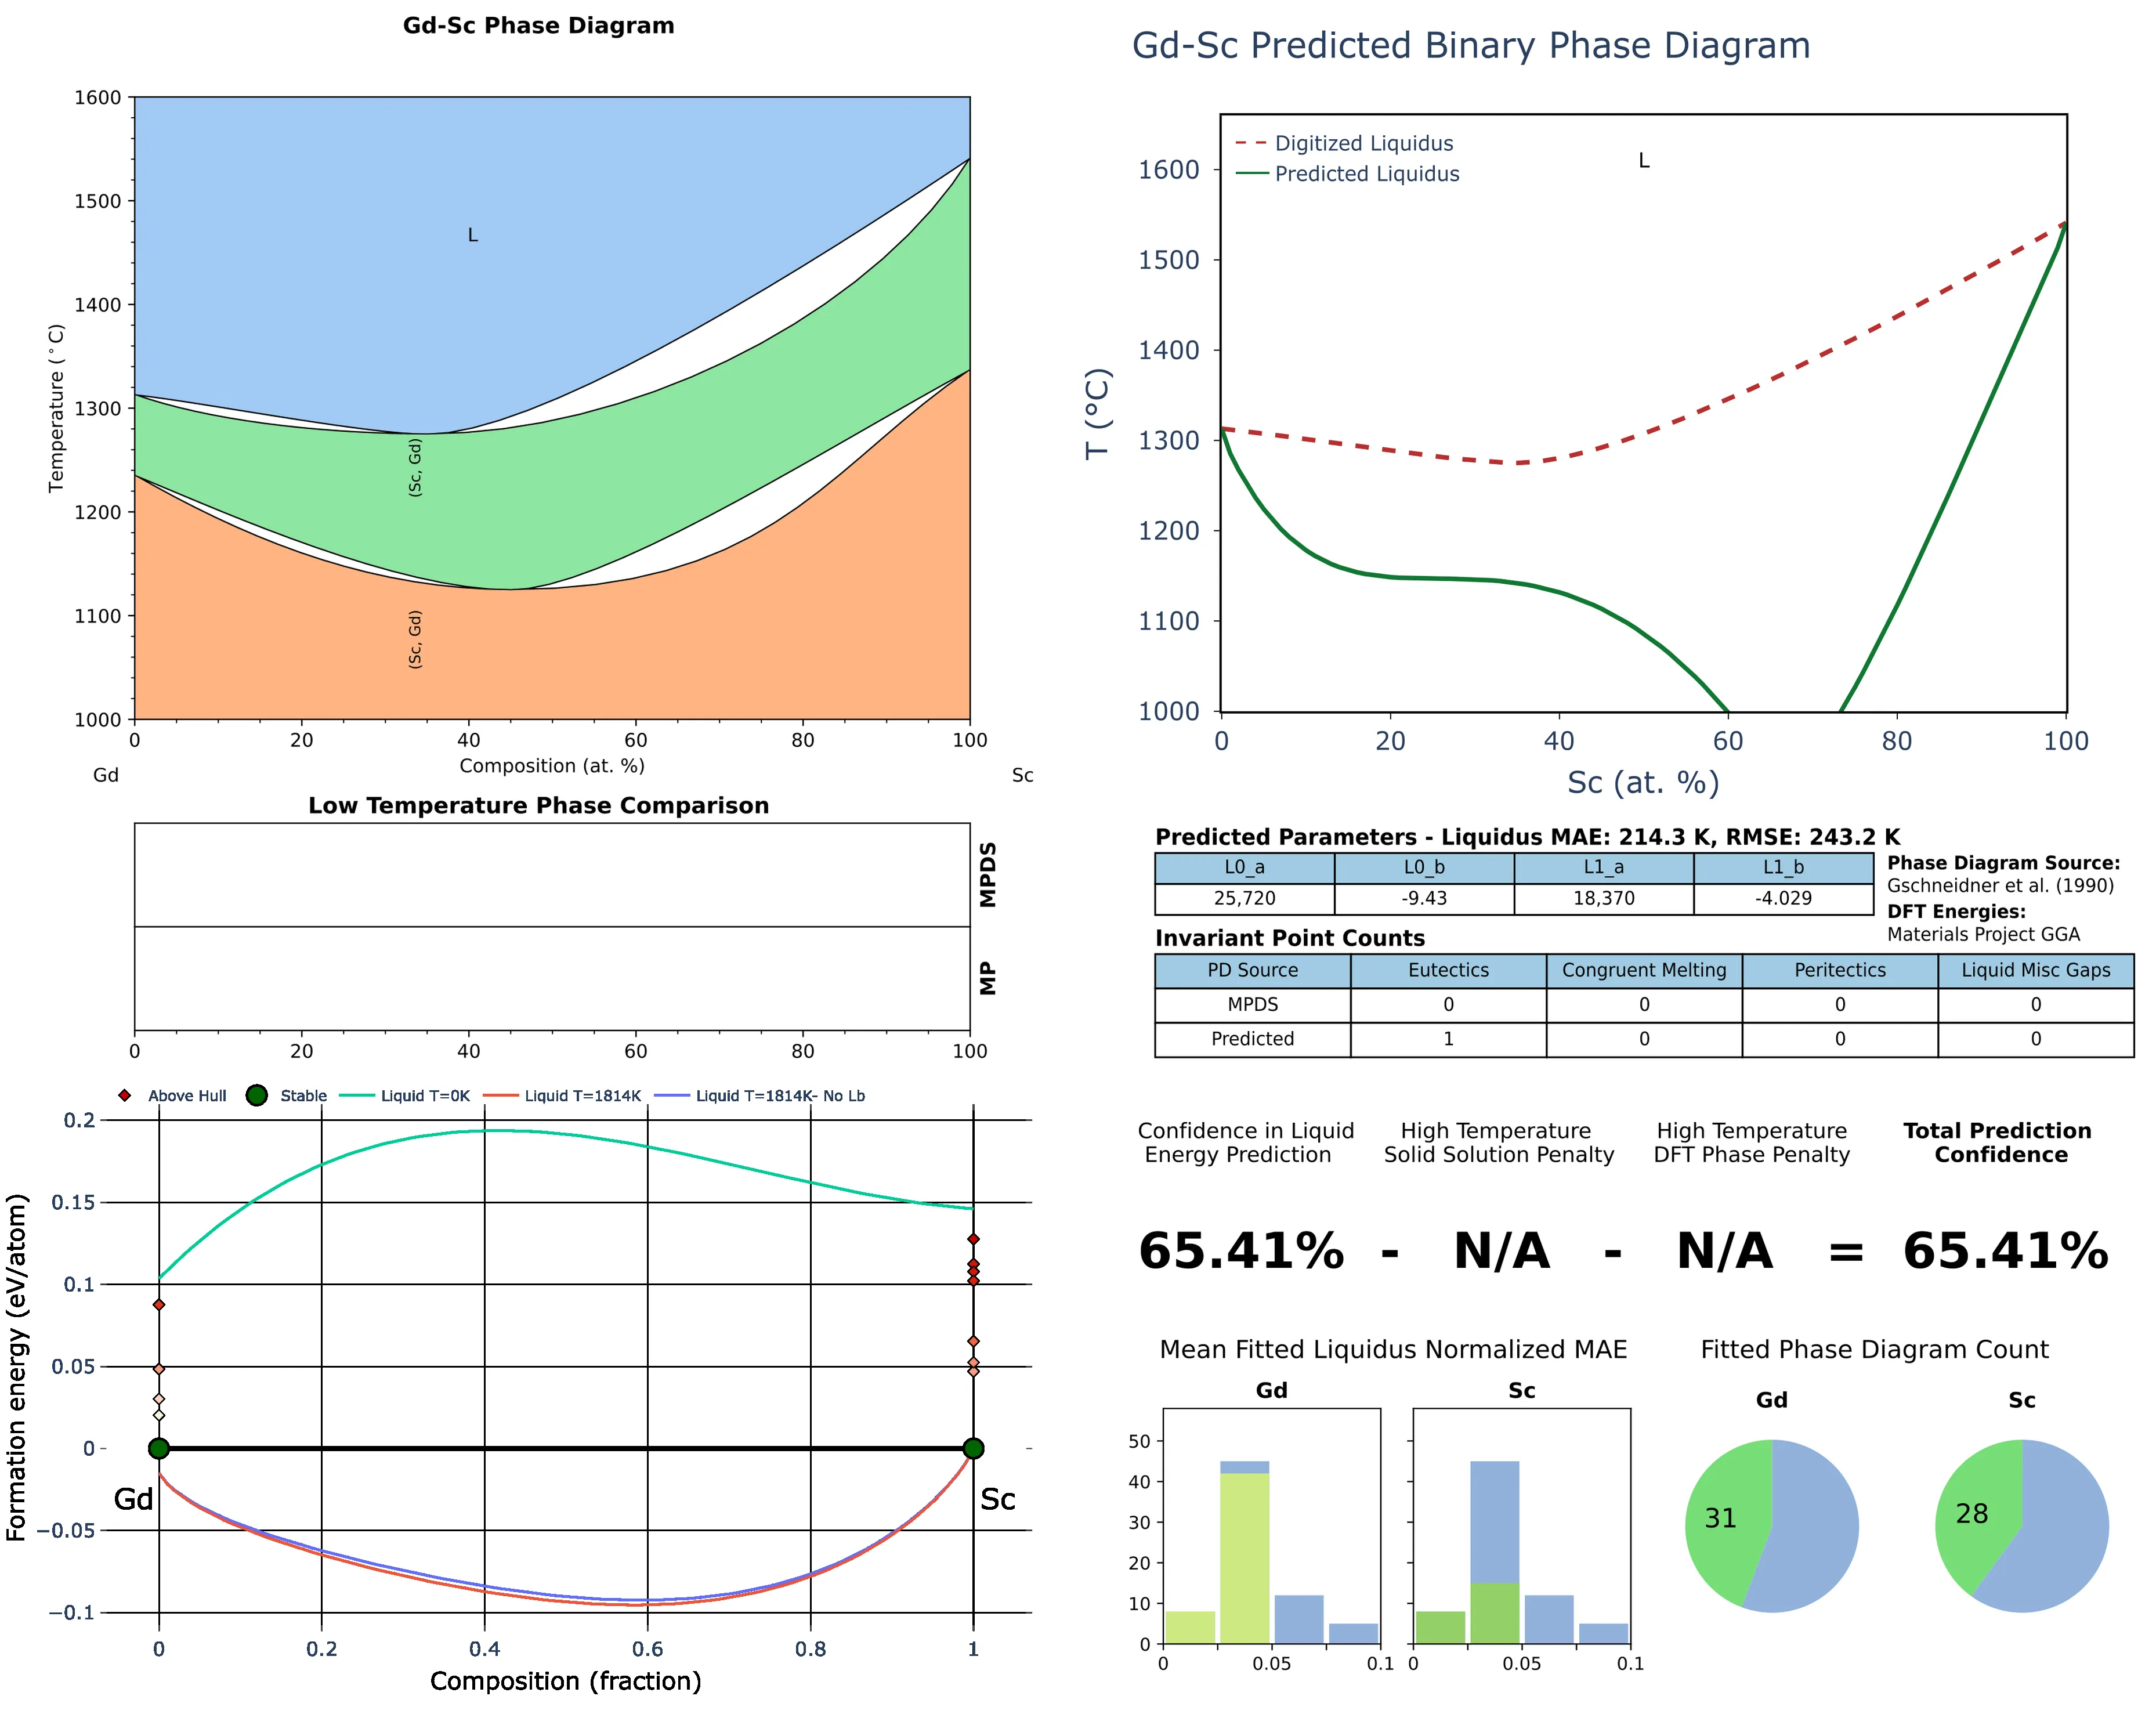 Gd-Sc Phase Diagram
1600
1500
1400
1300
1200
1100
1000
Temperature (°C)
L
(Sc, Gd)
(Sc, Gd)
0 20 40 60 80 100
Composition (at. %)
Gd Sc
Low Temperature Phase Comparison
MPDS
MP
0 20 40 60 80 100
Above Hull Stable Liquid T=0K Liquid T=1814K Liquid T=1814K- No Lb
0.2
0.15
0.1
0.05
0
−0.05
−0.1
Formation energy (eV/atom)
Gd Sc
0 0.2 0.4 0.6 0.8 1
Composition (fraction)
Gd-Sc Predicted Binary Phase Diagram
Digitized Liquidus
Predicted Liquidus
L
1600
1500
1400
1300
1200
1100
1000
T (°C)
0 20 40 60 80 100
Sc (at. %)
Predicted Parameters - Liquidus MAE: 214.3 K, RMSE: 243.2 K
L0_a L0_b L1_a L1_b
25,720 -9.43 18,370 -4.029
Phase Diagram Source:
Gschneidner et al. (1990)
DFT Energies:
Materials Project GGA
Invariant Point Counts
PD Source Eutectics Congruent Melting Peritectics Liquid Misc Gaps
MPDS 0 0 0 0
Predicted 1 0 0 0
Confidence in Liquid High Temperature High Temperature Total Prediction
Energy Prediction Solid Solution Penalty DFT Phase Penalty Confidence
65.41% - N/A - N/A = 65.41%
Mean Fitted Liquidus Normalized MAE Fitted Phase Diagram Count
Gd Sc Gd Sc
50
40
30
20
10
0
0 0.05 0.1 0 0.05 0.1
31 28